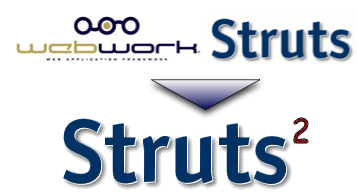 webwork® Struts
WEB APPLICATION FRAMEWORK
Struts²